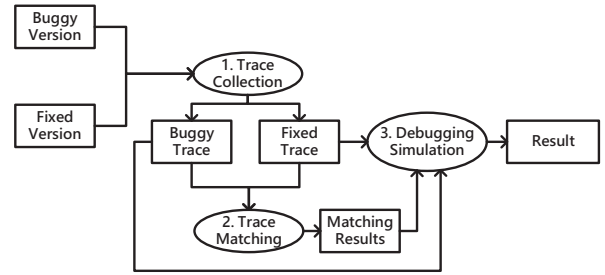 Buggy
Version
Fixed
Version
1. Trace
Collection
Buggy
Trace
Fixed
Trace
3. Debugging
Simulation
Result
2. Trace
Matching
Matching
Results